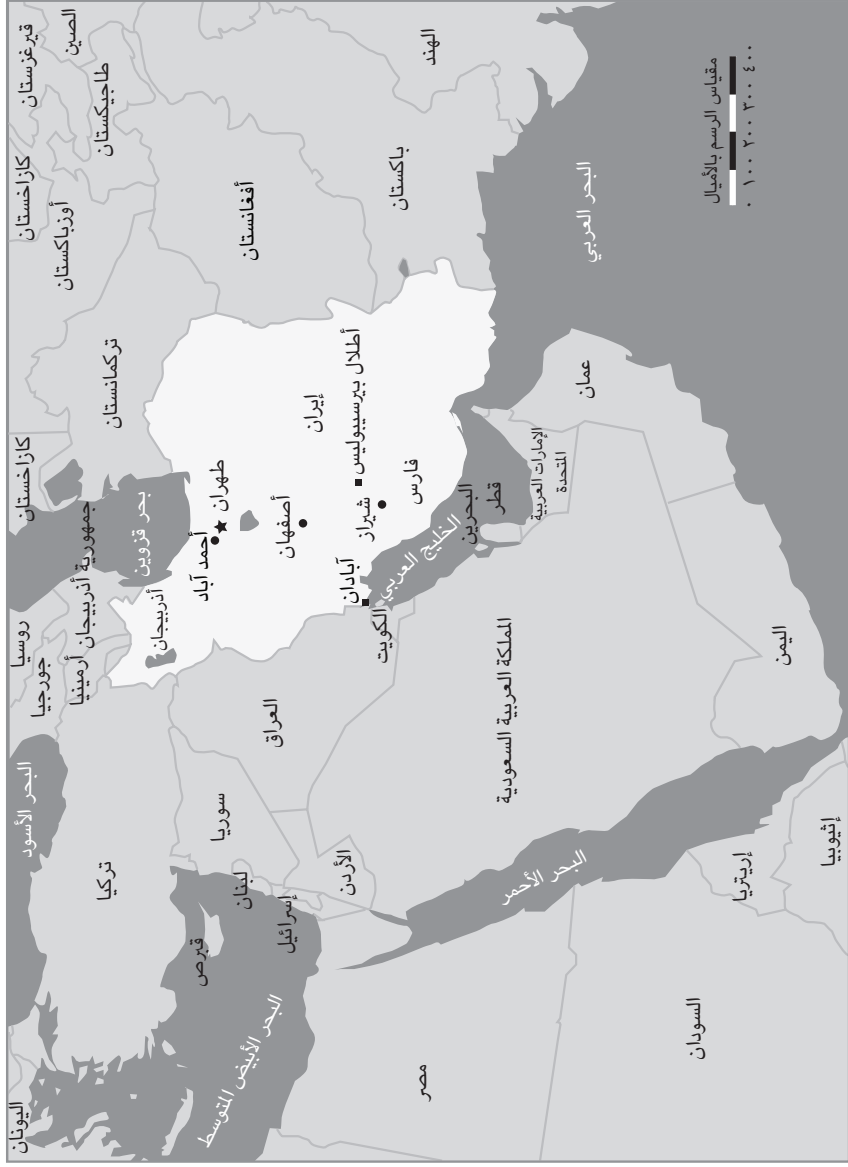 اليونان
البحر الأسود
جورجيا
روسيا
كازاخستان
كازاخستان
قيرغزستان
الصين
طاجيكستان
أوزباكستان
تركمانستان
جمهورية أذربيجان
أرمينيا
بحر قزوين
أذربيجان
تركيا
قبرص
سوريا
لبنان
إسرائيل
الأردن
العراق
البحر الأبيض المتوسط
أحمد آباد
طهران
أصفهان
إيران
أفغانستان
أطلال بيرسيبوليس
شيراز
فارس
آبادان
الكويت
الخليج العربي
البحرين
قطر
الإمارات العربية
المتحدة
باكستان
الهند
مصر
المملكة العربية السعودية
البحر الأحمر
عمان
البحر العربي
السودان
إريتريا
إثيوبيا
اليمن
مقياس الرسم بالأميال
٠ ١٠٠ ٢٠٠ ٣٠٠ ٤٠٠